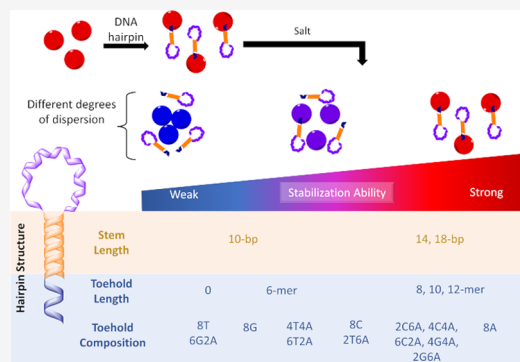 DNA
hairpin
Salt
Different degrees
of dispersion
Weak
Stabilization Ability
Strong
Hairpin Structure
Stem
Length
10-bp
14, 18-bp
Toehold
Length
0
6-mer
8, 10, 12-mer
Toehold
Composition
8T
6G2A
8G
4T4A
6T2A
8C
2T6A
2C6A, 4C4A,
6C2A, 4G4A,
2G6A
8A